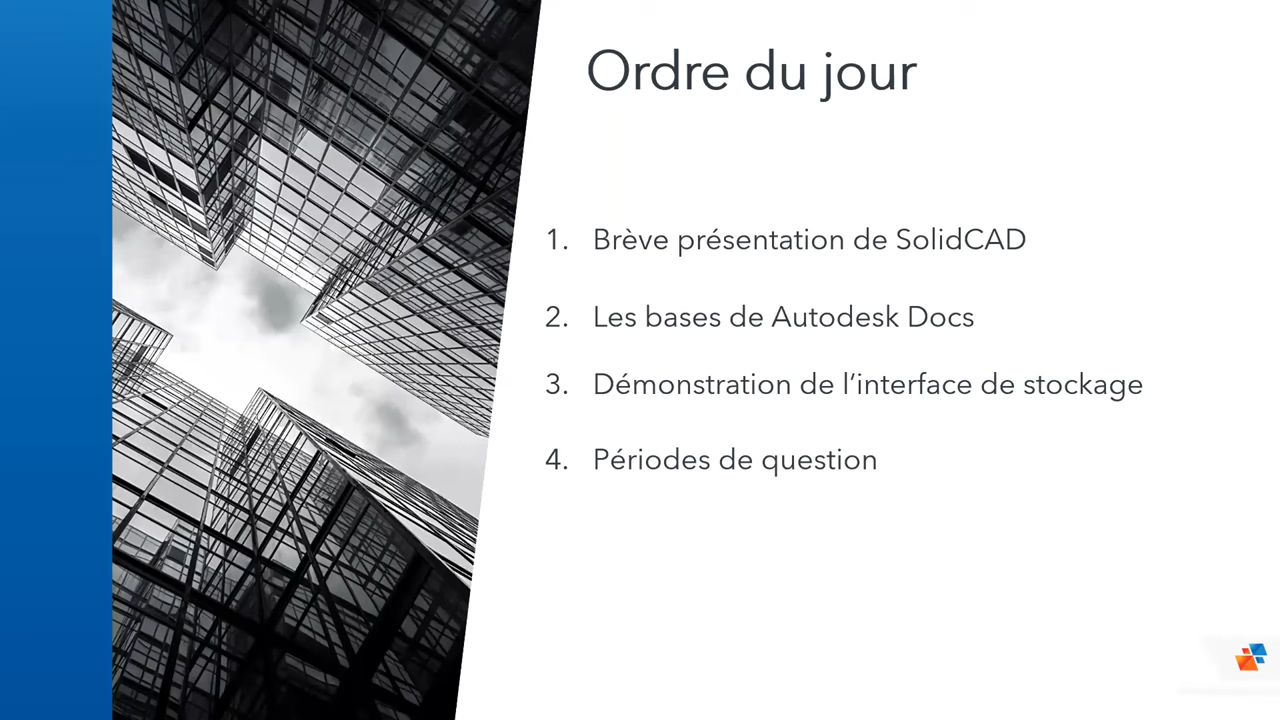 Ordre du jour
1. Brève présentation de SolidCAD
2. Les bases de Autodesk Docs
3. Démonstration de l’interface de stockage
4. Périodes de question